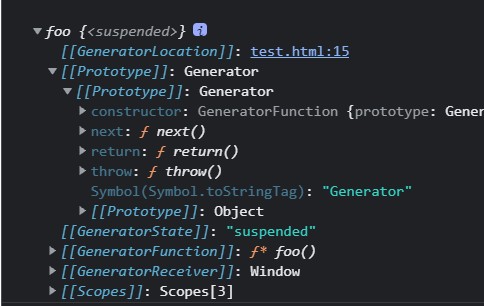 ▼foo {<suspended>} i
[[GeneratorLocation]]: test.html:15
▼[[Prototype]]: Generator
▼[[Prototype]]: Generator
▶constructor: GeneratorFunction {prototype: Gener
▶next: ƒ next()
▶return: ƒ return()
▶throw: ƒ throw()
Symbol(Symbol.toStringTag): "Generator"
▶[[Prototype]]: Object
[[GeneratorState]]: "suspended"
▶[[GeneratorFunction]]: ƒ* foo()
▶[[GeneratorReceiver]]: Window
▶[[Scopes]]: Scopes[3]